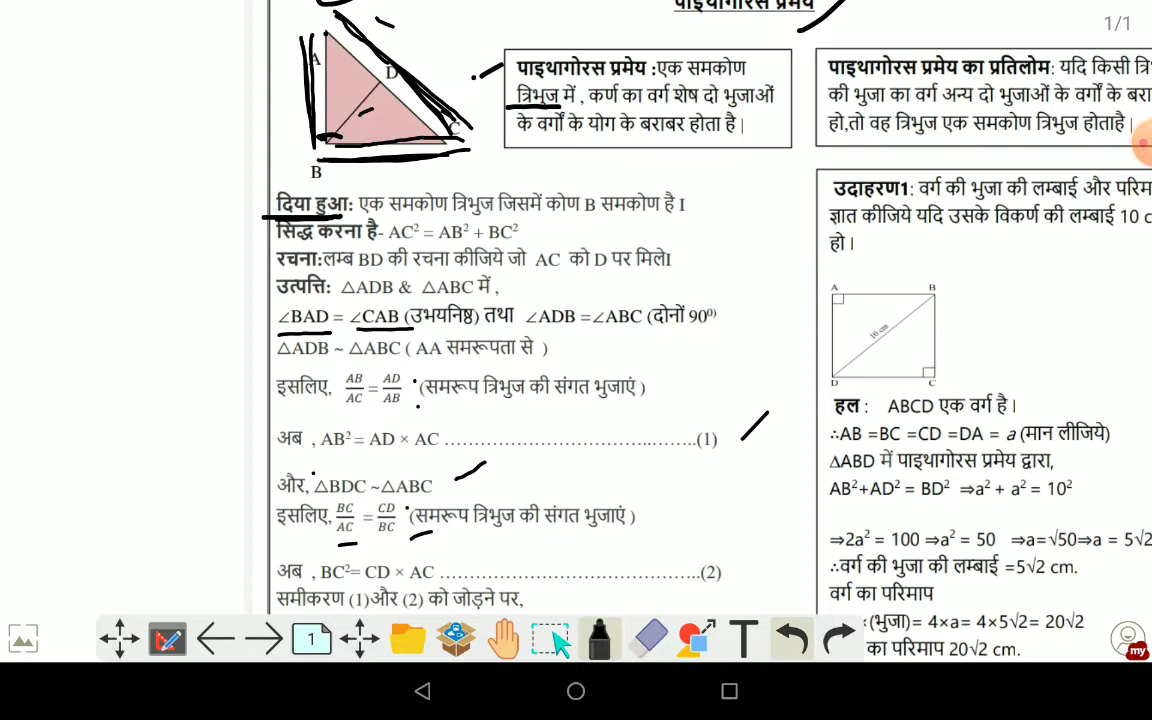 पाइथागोरस प्रमेय
1/1
A
D
C
B
पाइथागोरस प्रमेय :एक समकोण
त्रिभुज में , कर्ण का वर्ग शेष दो भुजाओं
के वर्गों के योग के बराबर होता है |
दिया हुआ: एक समकोण त्रिभुज जिसमें कोण B समकोण है I
सिद्ध करना है- AC² = AB² + BC²
रचना:लम्ब BD की रचना कीजिये जो AC को D पर मिलेI
उत्पत्ति: △ADB & △ABC में ,
∠BAD = ∠CAB (उभयनिष्ठ) तथा ∠ADB =∠ABC (दोनों 90⁰)
△ADB ~ △ABC ( AA समरूपता से )
इसलिए, AB/AC = AD/AB (समरूप त्रिभुज की संगत भुजाएं )
अब , AB² = AD × AC ……………………………...…….(1)
और, △BDC ~△ABC
इसलिए, BC/AC = CD/BC (समरूप त्रिभुज की संगत भुजाएं )
अब , BC²= CD × AC ……………………………………..(2)
समीकरण (1)और (2) को जोड़ने पर,
पाइथागोरस प्रमेय का प्रतिलोम: यदि किसी
की भुजा का वर्ग अन्य दो भुजाओं के वर्गों के
हो,तो वह त्रिभुज एक समकोण त्रिभुज होताहै |
उदाहरण1: वर्ग की भुजा की लम्बाई और
ज्ञात कीजिये यदि उसके विकर्ण की लम्बाई 10
हो ।
A B
10 cm
D C
हल : ABCD एक वर्ग है ।
∴AB =BC =CD =DA = a (मान लीजिये)
∆ABD में पाइथागोरस प्रमेय द्वारा,
AB²+AD² = BD² ⇒a² + a² = 10²
⇒2a² = 100 ⇒a² = 50 ⇒a= √50⇒a = 5√2
∴वर्ग की भुजा की लम्बाई =5√2 cm.
वर्ग का परिमाप
(भुजा)= 4×a= 4×5√2= 20√2
का परिमाप 20√2 cm.
1
T
my